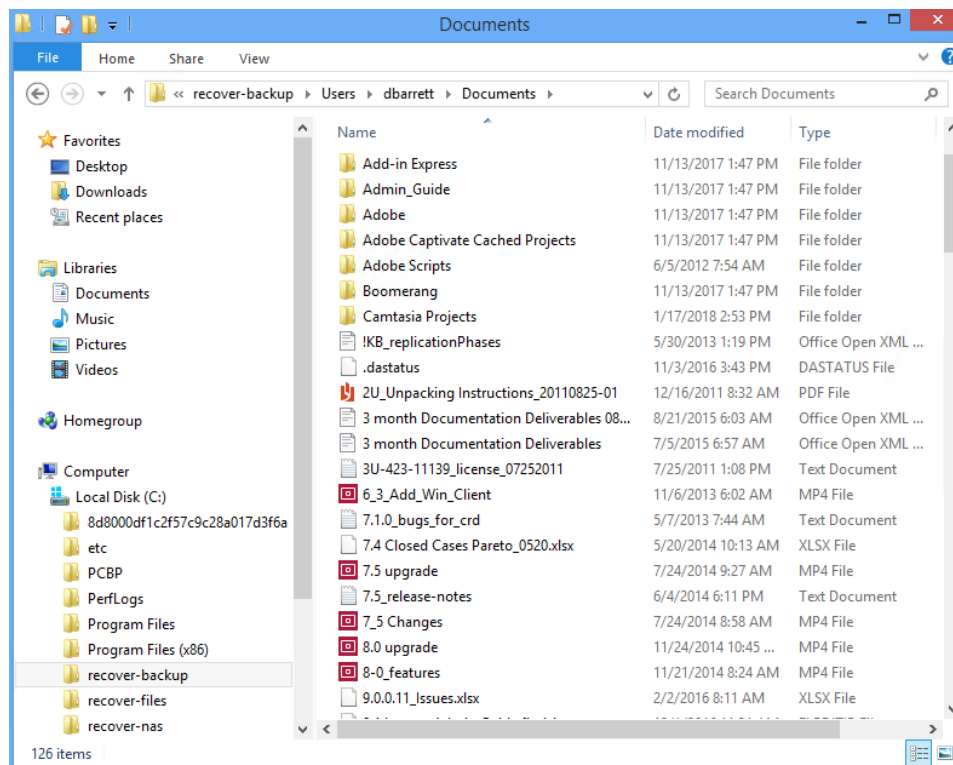 Documents
File Home Share View
« recover-backup Users dbarrett Documents Search Documents
Favorites
Desktop
Downloads
Recent places
Libraries
Documents
Music
Pictures
Videos
Homegroup
Computer
Local Disk (C:)
8d8000df1c2f57c9c28a017d3f6a
etc
PCBP
PerfLogs
Program Files
Program Files (x86)
recover-backup
recover-files
recover-nas
Name Date modified Type
Add-in Express 11/13/2017 1:47 PM File folder
Admin_Guide 11/13/2017 1:47 PM File folder
Adobe 11/13/2017 1:47 PM File folder
Adobe Captivate Cached Projects 11/13/2017 1:47 PM File folder
Adobe Scripts 6/5/2012 7:54 AM File folder
Boomerang 11/13/2017 1:47 PM File folder
Camtasia Projects 1/17/2018 2:53 PM File folder
!KB_replicationPhases 5/30/2013 1:19 PM Office Open XML ...
.dastatus 11/3/2016 3:43 PM DASTATUS File
2U_Unpacking Instructions_20110825-01 12/16/2011 8:32 AM PDF File
3 month Documentation Deliverables 08... 8/21/2015 6:03 AM Office Open XML ...
3 month Documentation Deliverables 7/5/2015 6:57 AM Office Open XML ...
3U-423-11139_license_07252011 7/25/2011 1:08 PM Text Document
6_3_Add_Win_Client 11/6/2013 6:02 AM MP4 File
7.1.0_bugs_for_crd 5/7/2013 7:44 AM Text Document
7.4 Closed Cases Pareto_0520.xlsx 5/20/2014 10:13 AM XLSX File
7.5 upgrade 7/24/2014 9:27 AM MP4 File
7.5_release-notes 6/4/2014 6:11 PM Text Document
7_5 Changes 7/24/2014 8:58 AM MP4 File
8.0 upgrade 11/24/2014 10:45 ... MP4 File
8-0_features 11/21/2014 8:24 AM MP4 File
9.0.0.11_Issues.xlsx 2/2/2016 8:11 AM XLSX File
126 items